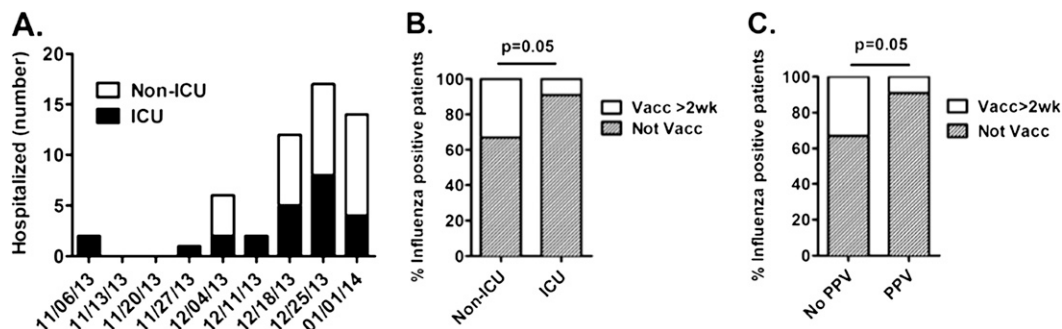 A.
Hospitalized (number)
20
15
10
5
0
Non-ICU
ICU
11/06/13
11/13/13
11/20/13
11/27/13
12/04/13
12/11/13
12/18/13
12/25/13
01/01/14
B.
p=0.05
% Influenza positive patients
100
80
60
40
20
0
Vacc >2wk
Not Vacc
Non-ICU
ICU
C.
p=0.05
% Influenza positive patients
100
80
60
40
20
0
Vacc>2wk
Not Vacc
No PPV
PPV